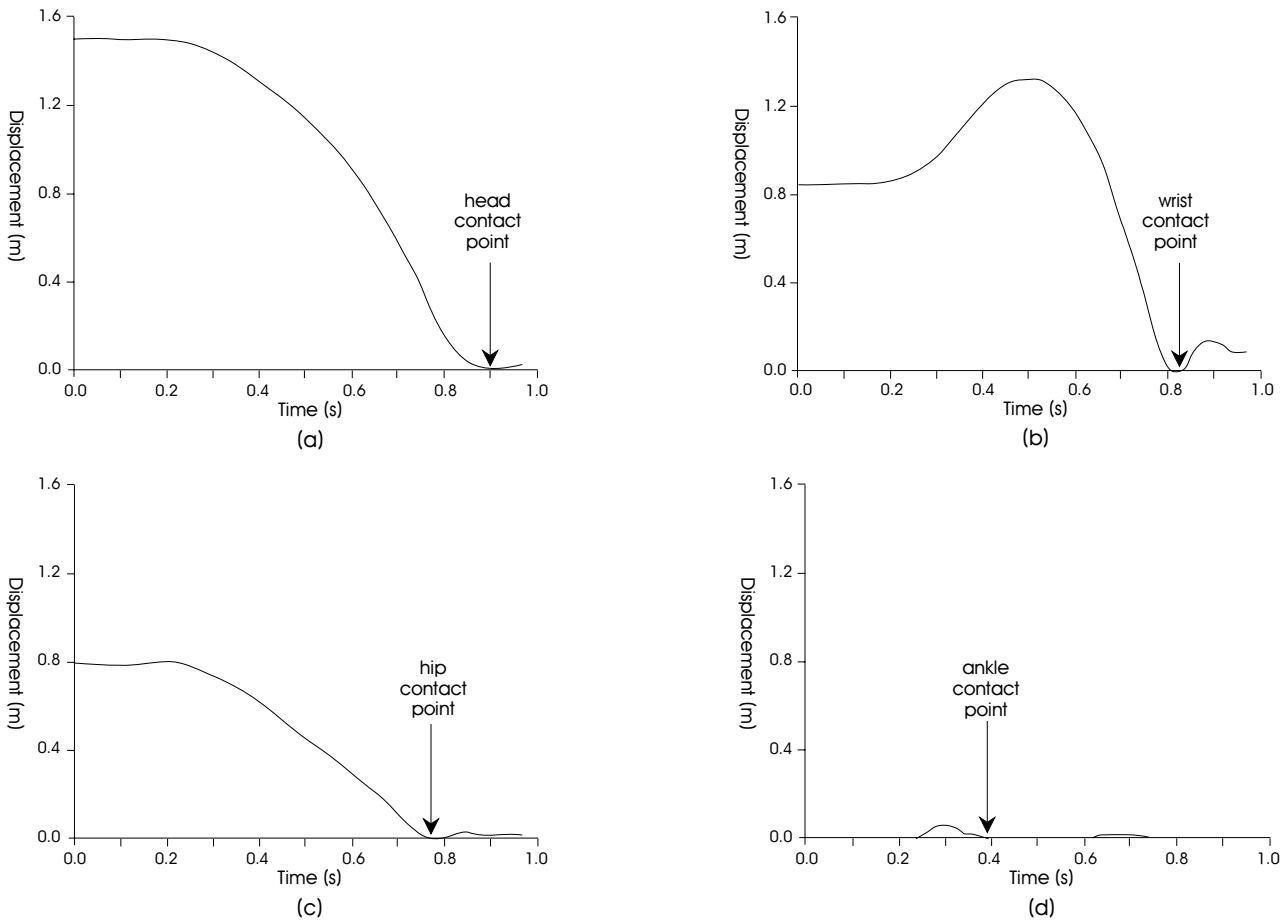 1.6
1.2
0.8
0.4
0.0
Displacement (m)
head
contact
point
0.0 0.2 0.4 0.6 0.8 1.0
Time (s)
(a)
1.6
1.2
0.8
0.4
0.0
Displacement (m)
wrist
contact
point
0.0 0.2 0.4 0.6 0.8 1.0
Time (s)
(b)
1.6
1.2
0.8
0.4
0.0
Displacement (m)
hip
contact
point
0.0 0.2 0.4 0.6 0.8 1.0
Time (s)
(c)
1.6
1.2
0.8
0.4
0.0
Displacement (m)
ankle
contact
point
0.0 0.2 0.4 0.6 0.8 1.0
Time (s)
(d)